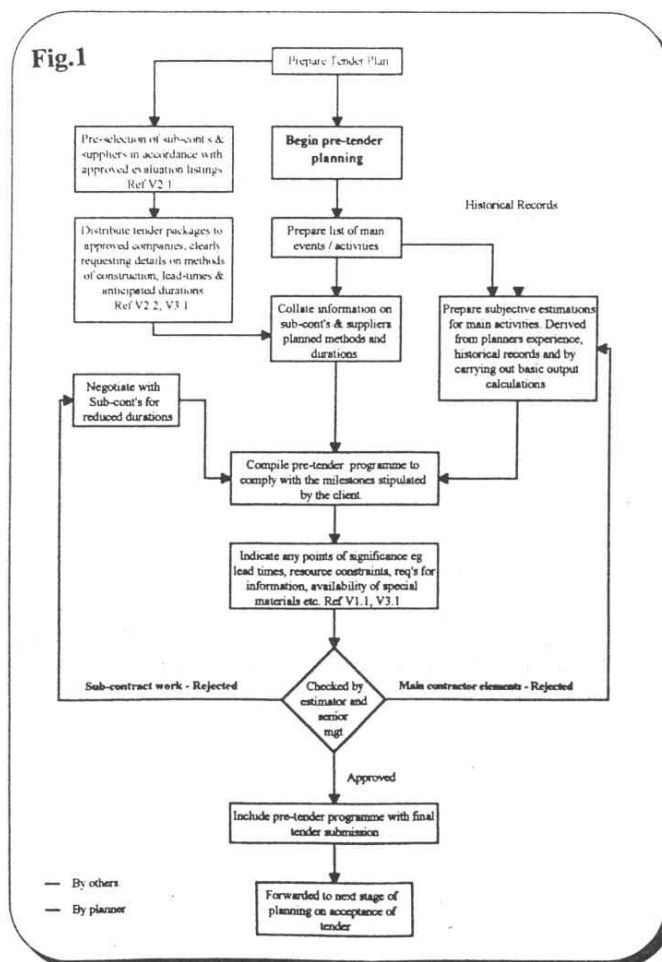 Fig.1
Prepare Tender Plan
Pre-selection of sub-cont's &
suppliers in accordance with
approved evaluation listings
Ref V2.1
Begin pre-tender
planning
Historical Records
Distribute tender packages to
approved companies, clearly
requesting details on methods
of construction, lead-times &
anticipated durations
Ref V2.2, V3.1
Prepare list of main
events / activities
Collate information on
sub-cont's & suppliers
planned methods and
durations
Prepare subjective estimations
for main activities. Derived
from planners experience,
historical records and by
carrying out basic output
calculations
Negotiate with
Sub-cont's for
reduced durations
Compile pre-tender programme to
comply with the milestones stipulated
by the client.
Indicate any points of significance eg
lead times, resource constraints, req's for
information, availability of special
materials etc. Ref V1.1, V3.1
Sub-contract work - Rejected
Checked by
estimator and
senior
mgt
Main contractor elements - Rejected
Approved
Include pre-tender programme with final
tender submission
By others
By planner
Forwarded to next stage of
planning on acceptance of
tender